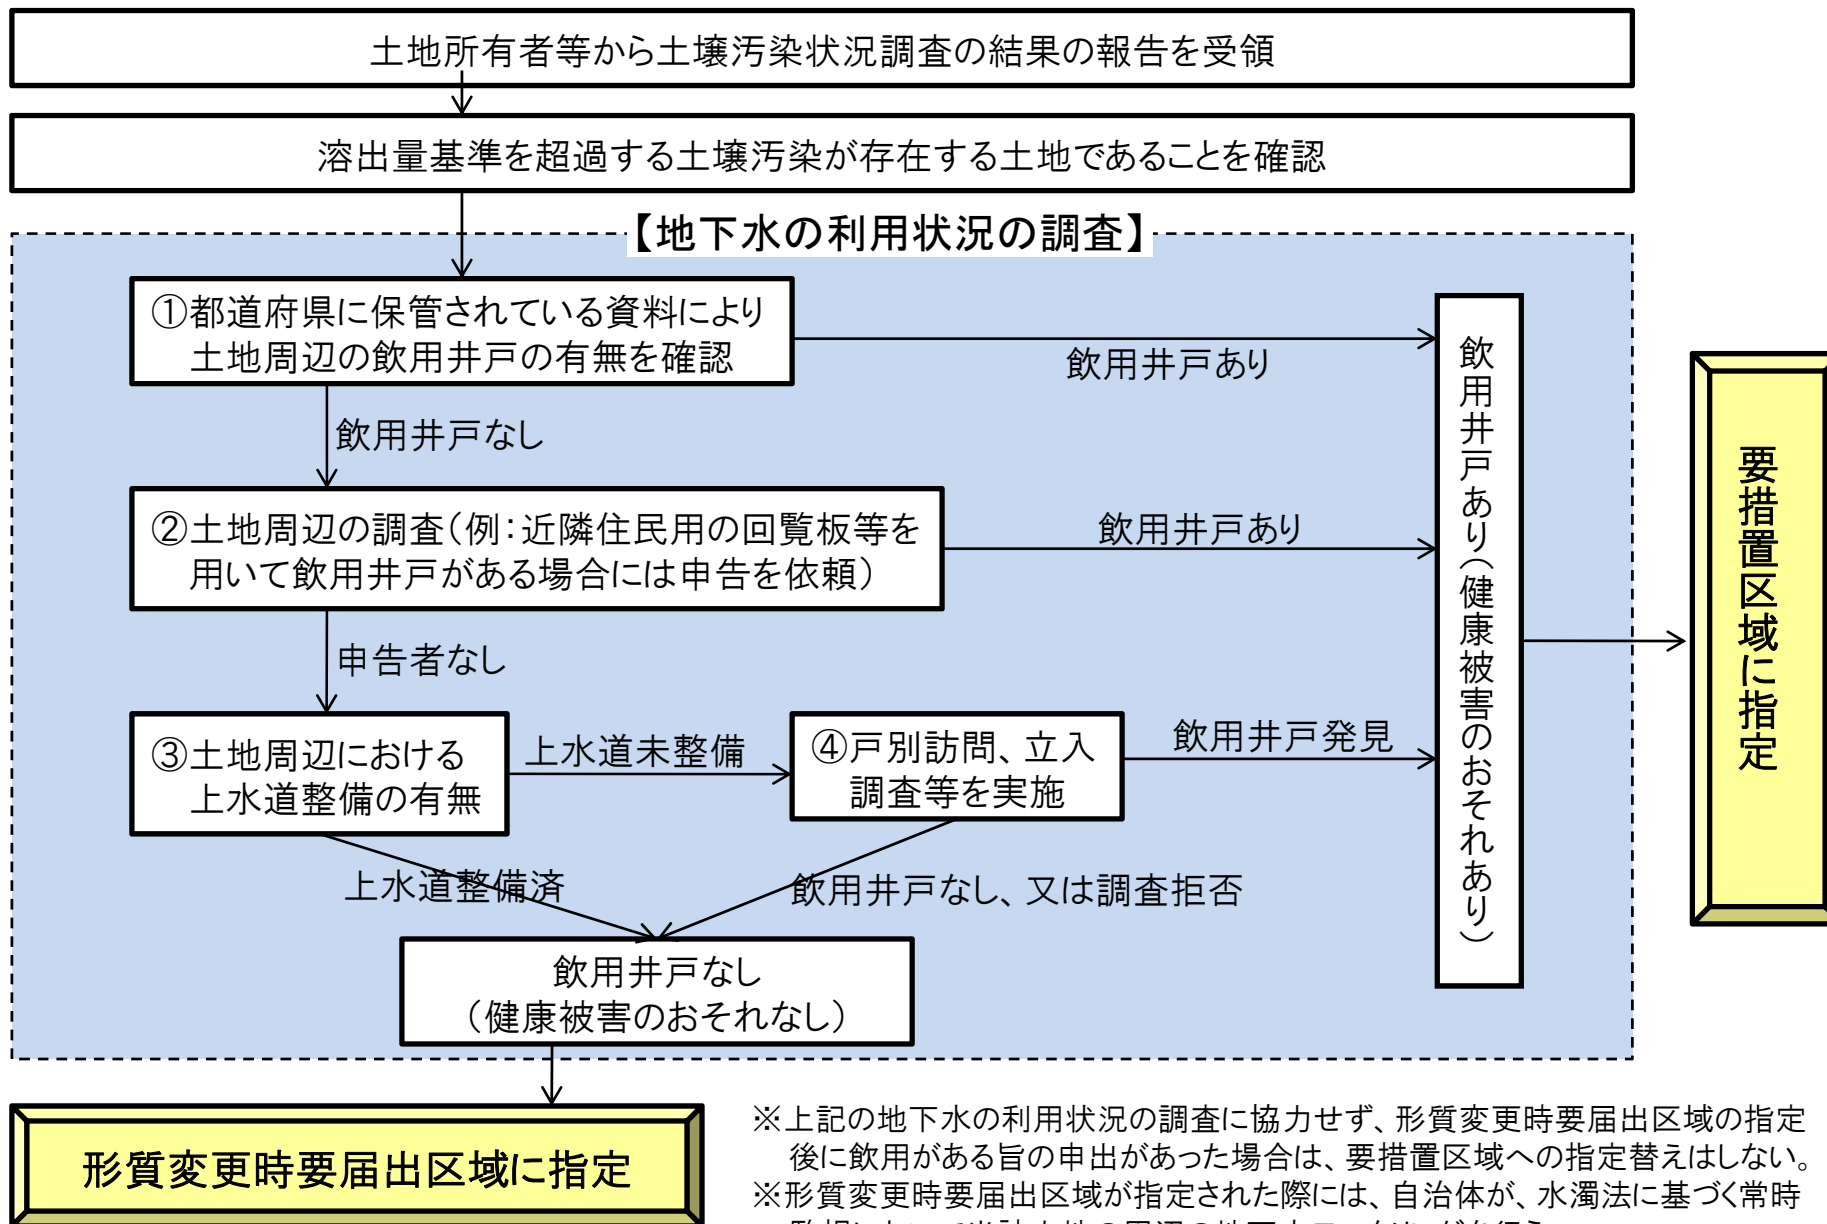 土地所有者等から土壌汚染状況調査の結果の報告を受領
溶出量基準を超過する土壌汚染が存在する土地であることを確認
【地下水の利用状況の調査】
①都道府県に保管されている資料により
土地周辺の飲用井戸の有無を確認
飲用井戸あり
飲用井戸なし
②土地周辺の調査(例:近隣住民用の回覧板等を
用いて飲用井戸がある場合には申告を依頼)
飲用井戸あり
申告者なし
③土地周辺における
上水道整備の有無
上水道未整備
④戸別訪問、立入
調査等を実施
飲用井戸発見
上水道整備済
飲用井戸なし、又は調査拒否
飲用井戸なし
(健康被害のおそれなし)
飲用井戸あり(健康被害のおそれあり)
要措置区域に指定
形質変更時要届出区域に指定
※上記の地下水の利用状況の調査に協力せず、形質変更時要届出区域の指定
後に飲用がある旨の申出があった場合は、要措置区域への指定替えはしない。
※形質変更時要届出区域が指定された際には、自治体が、水濁法に基づく常時